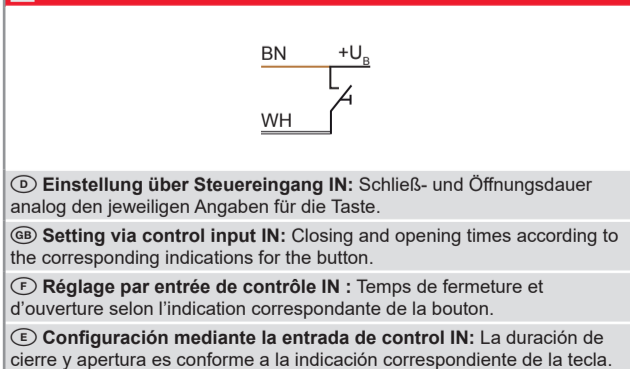 BN +UB
WH
D Einstellung über Steuereingang IN: Schließ- und Öffnungsdauer
analog den jeweiligen Angaben für die Taste.
GB Setting via control input IN: Closing and opening times according to
the corresponding indications for the button.
F Réglage par entrée de contrôle IN : Temps de fermeture et
d’ouverture selon l’indication correspondante de la bouton.
E Configuración mediante la entrada de control IN: La duración de
cierre y apertura es conforme a la indicación correspondiente de la tecla.